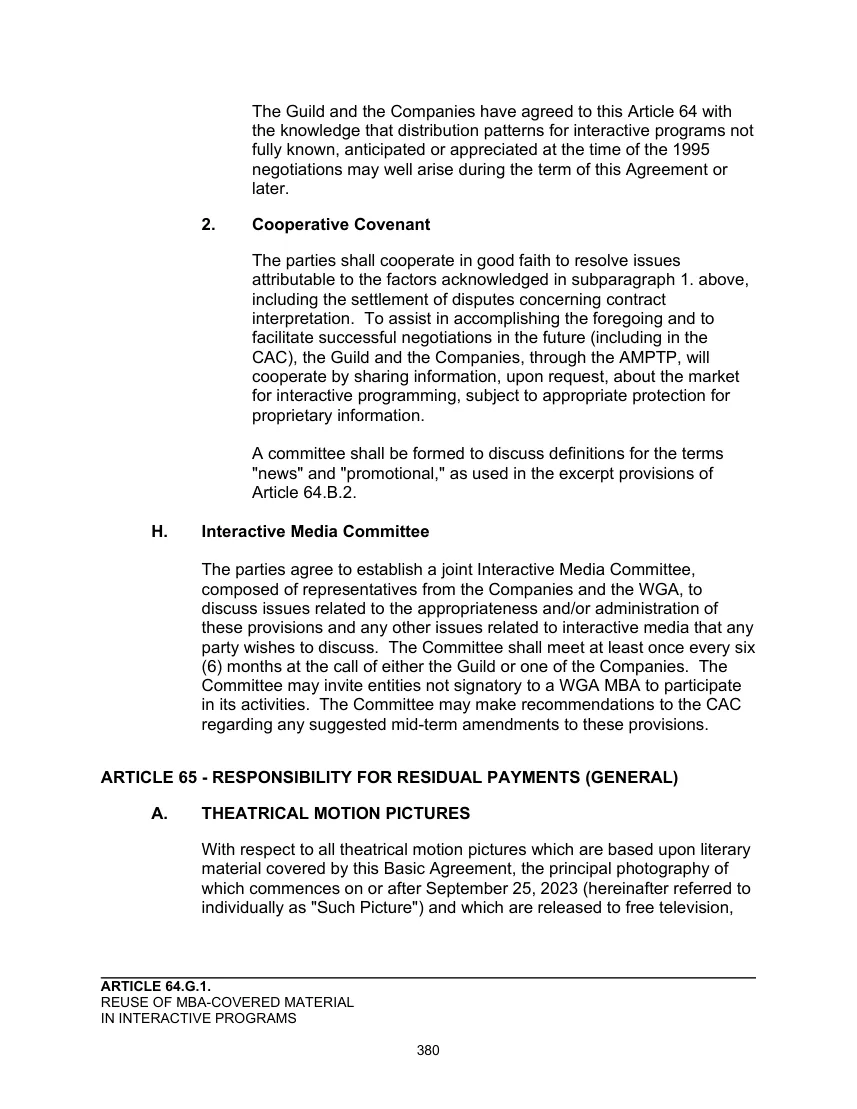 The Guild and the Companies have agreed to this Article 64 with
the knowledge that distribution patterns for interactive programs not
fully known, anticipated or appreciated at the time of the 1995
negotiations may well arise during the term of this Agreement or
later.
2. Cooperative Covenant
The parties shall cooperate in good faith to resolve issues
attributable to the factors acknowledged in subparagraph 1. above,
including the settlement of disputes concerning contract
interpretation.  To assist in accomplishing the foregoing and to
facilitate successful negotiations in the future (including in the
CAC), the Guild and the Companies, through the AMPTP, will
cooperate by sharing information, upon request, about the market
for interactive programming, subject to appropriate protection for
proprietary information.
A committee shall be formed to discuss definitions for the terms
"news" and "promotional," as used in the excerpt provisions of
Article 64.B.2.
H. Interactive Media Committee
The parties agree to establish a joint Interactive Media Committee,
composed of representatives from the Companies and the WGA, to
discuss issues related to the appropriateness and/or administration of
these provisions and any other issues related to interactive media that any
party wishes to discuss.  The Committee shall meet at least once every six
(6) months at the call of either the Guild or one of the Companies.  The
Committee may invite entities not signatory to a WGA MBA to participate
in its activities.  The Committee may make recommendations to the CAC
regarding any suggested mid-term amendments to these provisions.
ARTICLE 65 - RESPONSIBILITY FOR RESIDUAL PAYMENTS (GENERAL)
A. THEATRICAL MOTION PICTURES
With respect to all theatrical motion pictures which are based upon literary
material covered by this Basic Agreement, the principal photography of
which commences on or after September 25, 2023 (hereinafter referred to
individually as "Such Picture") and which are released to free television,
ARTICLE 64.G.1.
REUSE OF MBA-COVERED MATERIAL
IN INTERACTIVE PROGRAMS
380